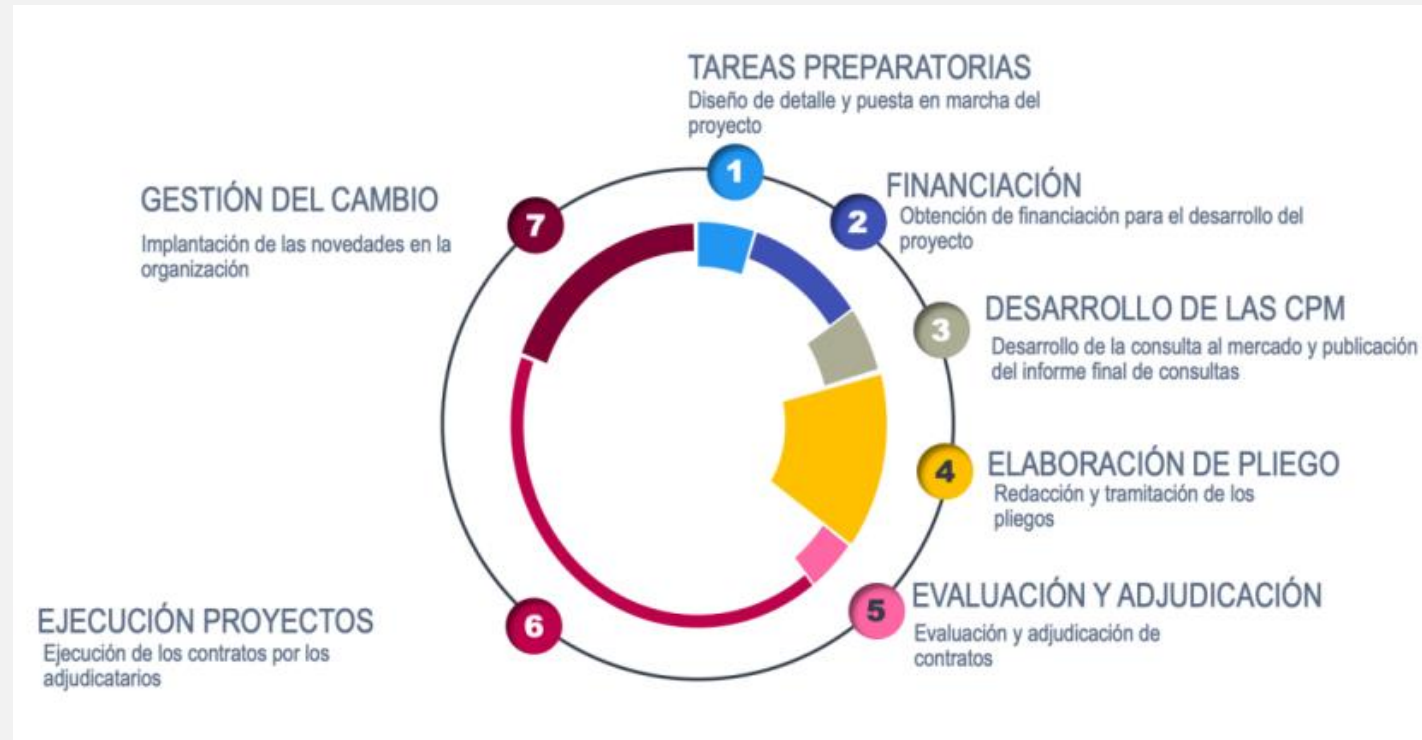 TAREAS PREPARATORIAS
Diseño de detalle y puesta en marcha del
proyecto
1
FINANCIACIÓN
Obtención de financiación para el desarrollo del
proyecto
2
DESARROLLO DE LAS CPM
Desarrollo de la consulta al mercado y publicación
del informe final de consultas
3
ELABORACIÓN DE PLIEGO
Redacción y tramitación de los
pliegos
4
EVALUACIÓN Y ADJUDICACIÓN
Evaluación y adjudicación de
contratos
5
EJECUCIÓN PROYECTOS
Ejecución de los contratos por los
adjudicatarios
6
GESTIÓN DEL CAMBIO
Implantación de las novedades en la
organización
7